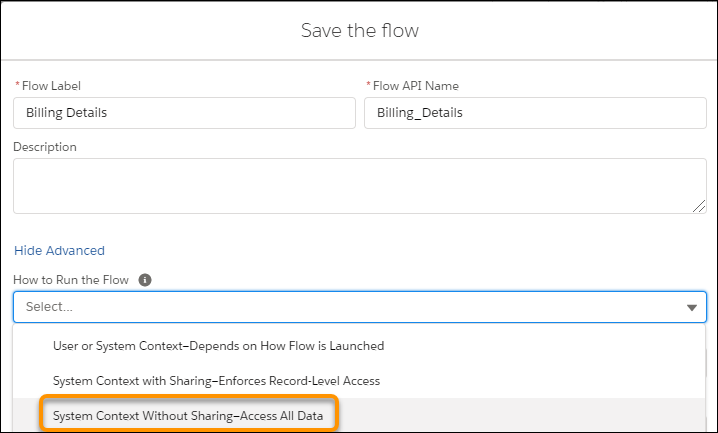 Save the flow
*Flow Label
*Flow API Name
Billing Details
Billing_Details
Description
Hide Advanced
How to Run the Flow
Select...
User or System Context–Depends on How Flow is Launched
System Context with Sharing–Enforces Record-Level Access
System Context Without Sharing–Access All Data